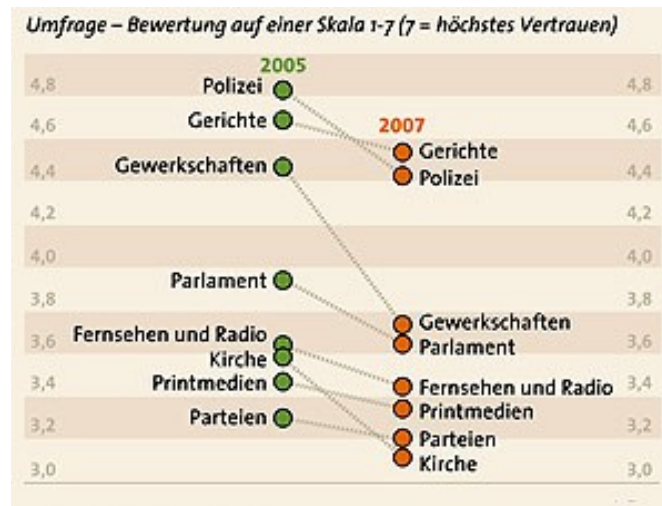 Umfrage – Bewertung auf einer Skala 1-7 (7 = höchstes Vertrauen)
2005
4,8 Polizei 4,8
4,6 Gerichte 2007 4,6
Gerichte
4,4 Gewerkschaften Polizei 4,4
4,2 4,2
4,0 4,0
Parlament
3,8 3,8
Gewerkschaften
3,6 Fernsehen und Radio Parlament 3,6
Kirche
3,4 Printmedien Fernsehen und Radio 3,4
Printmedien
3,2 Parteien 3,2
Parteien
3,0 Kirche 3,0